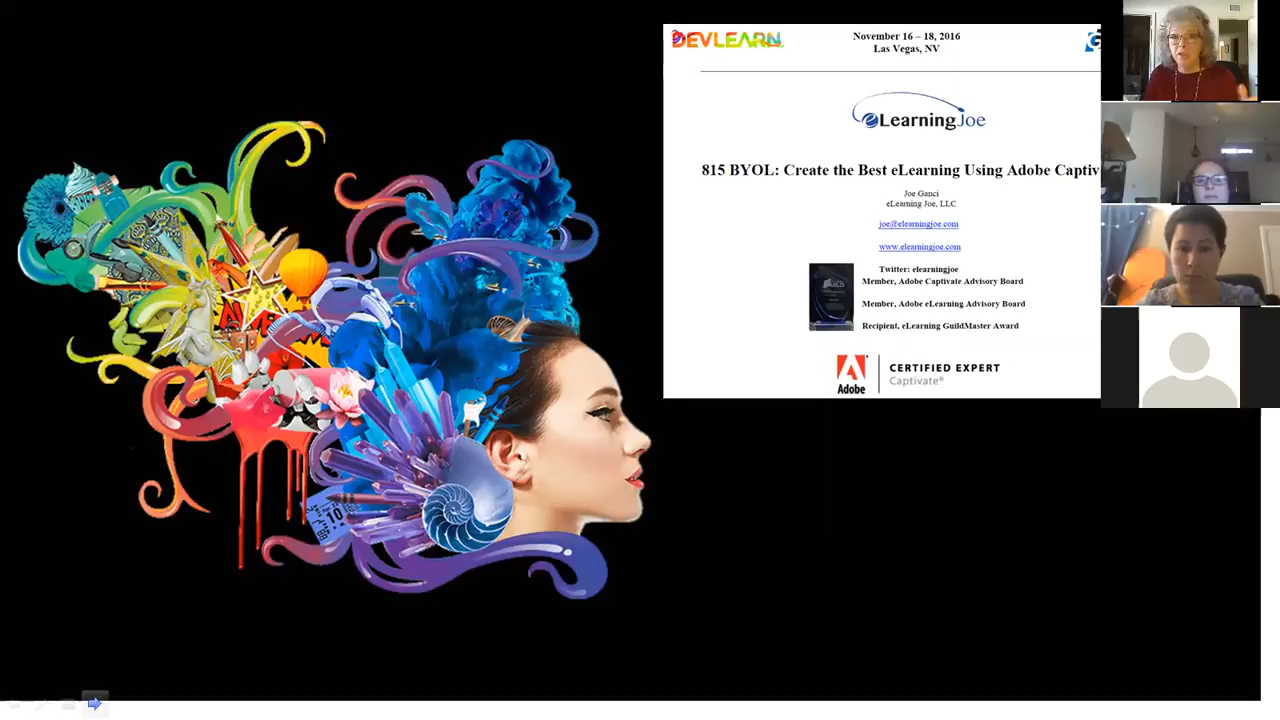 DEVLEARN
November 16 – 18, 2016
Las Vegas, NV
eLearningJoe
815 BYOL: Create the Best eLearning Using Adobe Captiv
Joe Ganci
eLearning Joe, LLC
joe@elearningjoe.com
www.elearningjoe.com
Twitter: elearningjoe
Member, Adobe Captivate Advisory Board
Member, Adobe eLearning Advisory Board
Recipient, eLearning GuildMaster Award
Adobe
CERTIFIED EXPERT
Captivate®
10